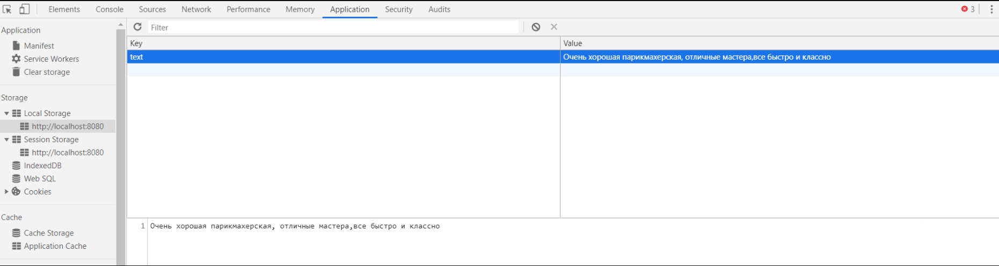 Elements Console Sources Network Performance Memory Application Security Audits 3
Application
Manifest
Service Workers
Clear storage
Storage
Local Storage
http://localhost:8080
Session Storage
http://localhost:8080
IndexedDB
Web SQL
Cookies
Cache
Cache Storage
Application Cache
Filter
Key Value
text Очень хорошая парикмахерская, отличные мастера,все быстро и классно
1 Очень хорошая парикмахерская, отличные мастера,все быстро и классно